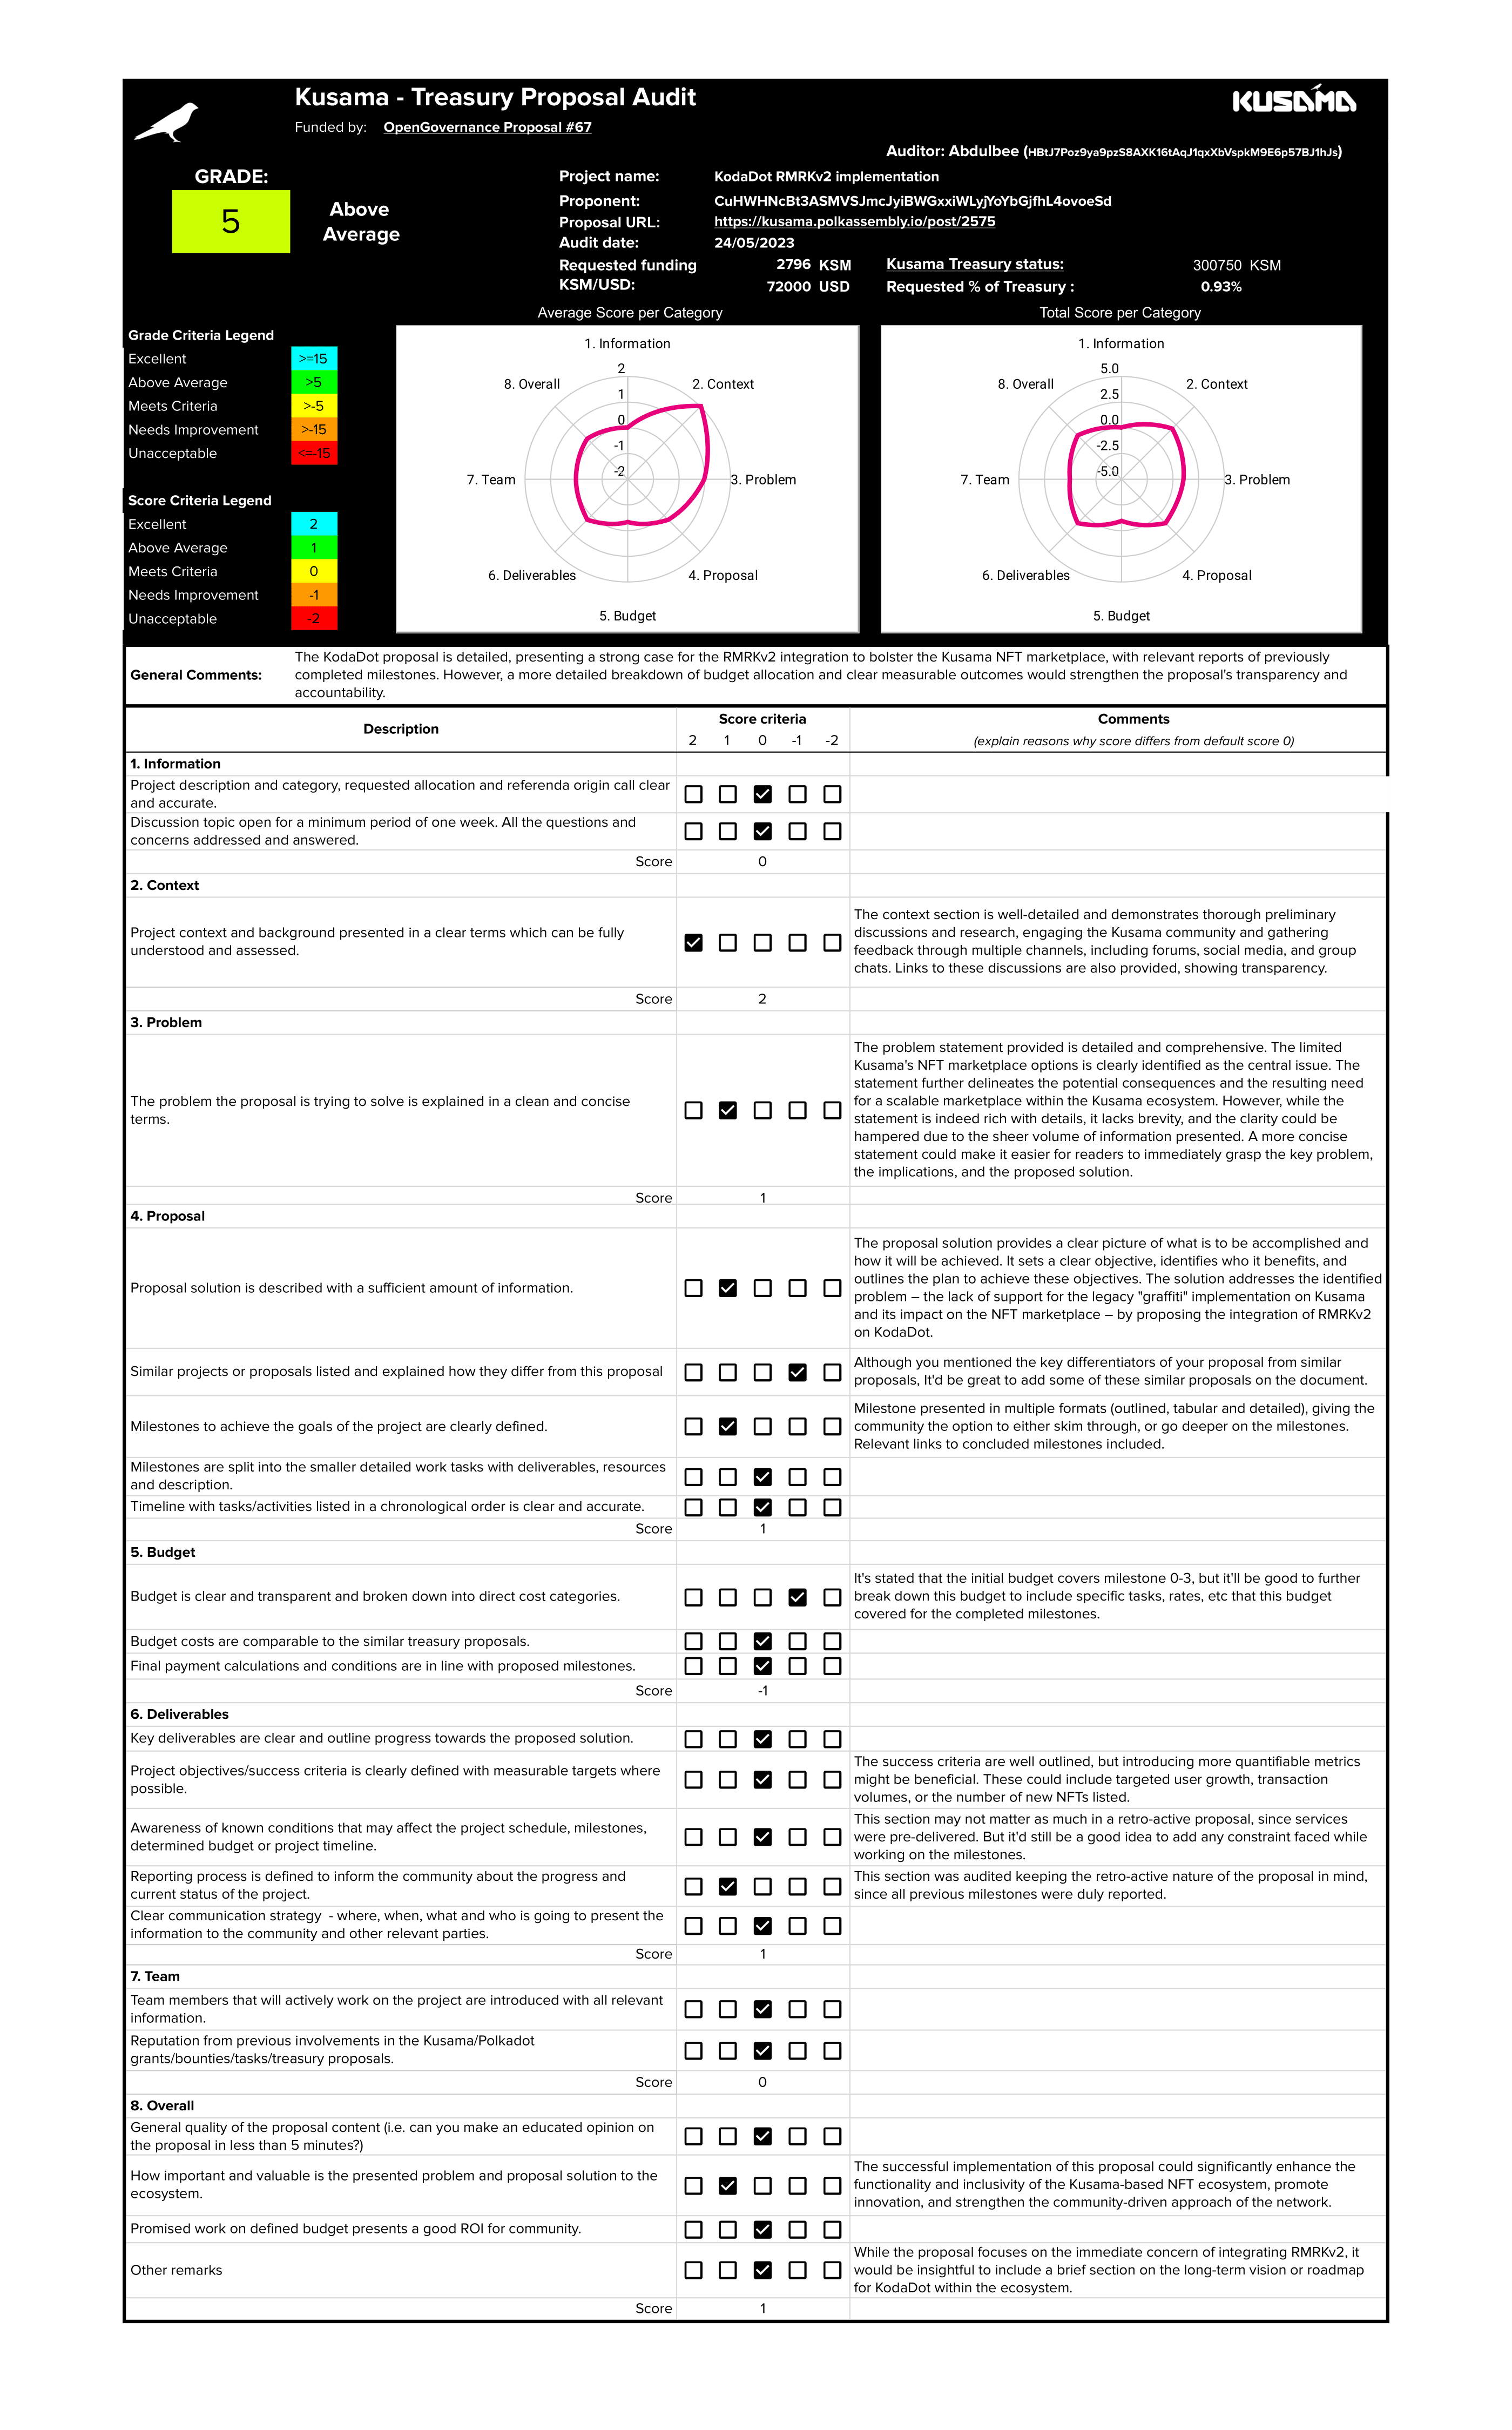 Kusama - Treasury Proposal Audit
KUSAMA
Funded by: OpenGovernance Proposal #67
Auditor: Abdulbee (HBtJ7Poz9ya9pzS8AXK16tAqJ1qxXbVspkM9E6p57BJ1hJs)
GRADE:
5
Above
Average
Project name: KodaDot RMRKv2 implementation
Proponent: CuHWHNcBt3ASMVSJmcJyiBWGxxiWLyjYoYbGjfhL4ovoeSd
Proposal URL: https://kusama.polkassembly.io/post/2575
Audit date: 24/05/2023
Requested funding 2796 KSM Kusama Treasury status: 300750 KSM
KSM/USD: 72000 USD Requested % of Treasury : 0.93%
Grade Criteria Legend
Excellent >=15
Above Average >5
Meets Criteria >-5
Needs Improvement >-15
Unacceptable <=-15
Score Criteria Legend
Excellent 2
Above Average 1
Meets Criteria 0
Needs Improvement -1
Unacceptable -2
Average Score per Category
1. Information
2. Context
3. Problem
4. Proposal
5. Budget
6. Deliverables
7. Team
8. Overall
2
1
0
-1
-2
Total Score per Category
1. Information
2. Context
3. Problem
4. Proposal
5. Budget
6. Deliverables
7. Team
8. Overall
5.0
2.5
0.0
-2.5
-5.0
General Comments:
The KodaDot proposal is detailed, presenting a strong case for the RMRKv2 integration to bolster the Kusama NFT marketplace, with relevant reports of previously
completed milestones. However, a more detailed breakdown of budget allocation and clear measurable outcomes would strengthen the proposal's transparency and
accountability.
Description
Score criteria
2 1 0 -1 -2
Comments
(explain reasons why score differs from default score 0)
1. Information
Project description and category, requested allocation and referenda origin call clear
and accurate.
Discussion topic open for a minimum period of one week. All the questions and
concerns addressed and answered.
Score 0
2. Context
Project context and background presented in a clear terms which can be fully
understood and assessed.
The context section is well-detailed and demonstrates thorough preliminary
discussions and research, engaging the Kusama community and gathering
feedback through multiple channels, including forums, social media, and group
chats. Links to these discussions are also provided, showing transparency.
Score 2
3. Problem
The problem the proposal is trying to solve is explained in a clean and concise
terms.
The problem statement provided is detailed and comprehensive. The limited
Kusama's NFT marketplace options is clearly identified as the central issue. The
statement further delineates the potential consequences and the resulting need
for a scalable marketplace within the Kusama ecosystem. However, while the
statement is indeed rich with details, it lacks brevity, and the clarity could be
hampered due to the sheer volume of information presented. A more concise
statement could make it easier for readers to immediately grasp the key problem,
the implications, and the proposed solution.
Score 1
4. Proposal
Proposal solution is described with a sufficient amount of information.
The proposal solution provides a clear picture of what is to be accomplished and
how it will be achieved. It sets a clear objective, identifies who it benefits, and
outlines the plan to achieve these objectives. The solution addresses the identified
problem – the lack of support for the legacy "graffiti" implementation on Kusama
and its impact on the NFT marketplace – by proposing the integration of RMRKv2
on KodaDot.
Similar projects or proposals listed and explained how they differ from this proposal
Although you mentioned the key differentiators of your proposal from similar
proposals, It'd be great to add some of these similar proposals on the document.
Milestones to achieve the goals of the project are clearly defined.
Milestone presented in multiple formats (outlined, tabular and detailed), giving the
community the option to either skim through, or go deeper on the milestones.
Relevant links to concluded milestones included.
Milestones are split into the smaller detailed work tasks with deliverables, resources
and description.
Timeline with tasks/activities listed in a chronological order is clear and accurate.
Score 1
5. Budget
Budget is clear and transparent and broken down into direct cost categories.
It's stated that the initial budget covers milestone 0-3, but it'll be good to further
break down this budget to include specific tasks, rates, etc that this budget
covered for the completed milestones.
Budget costs are comparable to the similar treasury proposals.
Final payment calculations and conditions are in line with proposed milestones.
Score -1
6. Deliverables
Key deliverables are clear and outline progress towards the proposed solution.
Project objectives/success criteria is clearly defined with measurable targets where
possible.
The success criteria are well outlined, but introducing more quantifiable metrics
might be beneficial. These could include targeted user growth, transaction
volumes, or the number of new NFTs listed.
Awareness of known conditions that may affect the project schedule, milestones,
determined budget or project timeline.
This section may not matter as much in a retro-active proposal, since services
were pre-delivered. But it'd still be a good idea to add any constraint faced while
working on the milestones.
Reporting process is defined to inform the community about the progress and
current status of the project.
This section was audited keeping the retro-active nature of the proposal in mind,
since all previous milestones were duly reported.
Clear communication strategy - where, when, what and who is going to present the
information to the community and other relevant parties.
Score 1
7. Team
Team members that will actively work on the project are introduced with all relevant
information.
Reputation from previous involvements in the Kusama/Polkadot
grants/bounties/tasks/treasury proposals.
Score 0
8. Overall
General quality of the proposal content (i.e. can you make an educated opinion on
the proposal in less than 5 minutes?)
How important and valuable is the presented problem and proposal solution to the
ecosystem.
The successful implementation of this proposal could significantly enhance the
functionality and inclusivity of the Kusama-based NFT ecosystem, promote
innovation, and strengthen the community-driven approach of the network.
Promised work on defined budget presents a good ROI for community.
Other remarks
While the proposal focuses on the immediate concern of integrating RMRKv2, it
would be insightful to include a brief section on the long-term vision or roadmap
for KodaDot within the ecosystem.
Score 1